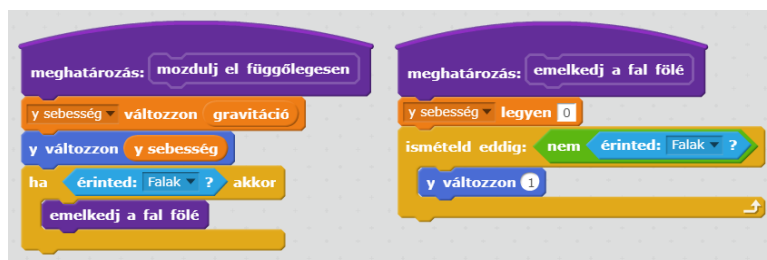 meghatározás: mozdulj el függőlegesen
y sebesség változzon gravitáció
y változzon y sebesség
ha érinted: Falak ? akkor
emelkedj a fal fölé
meghatározás: emelkedj a fal fölé
y sebesség legyen 0
ismételd eddig: nem érinted: Falak ?
y változzon 1